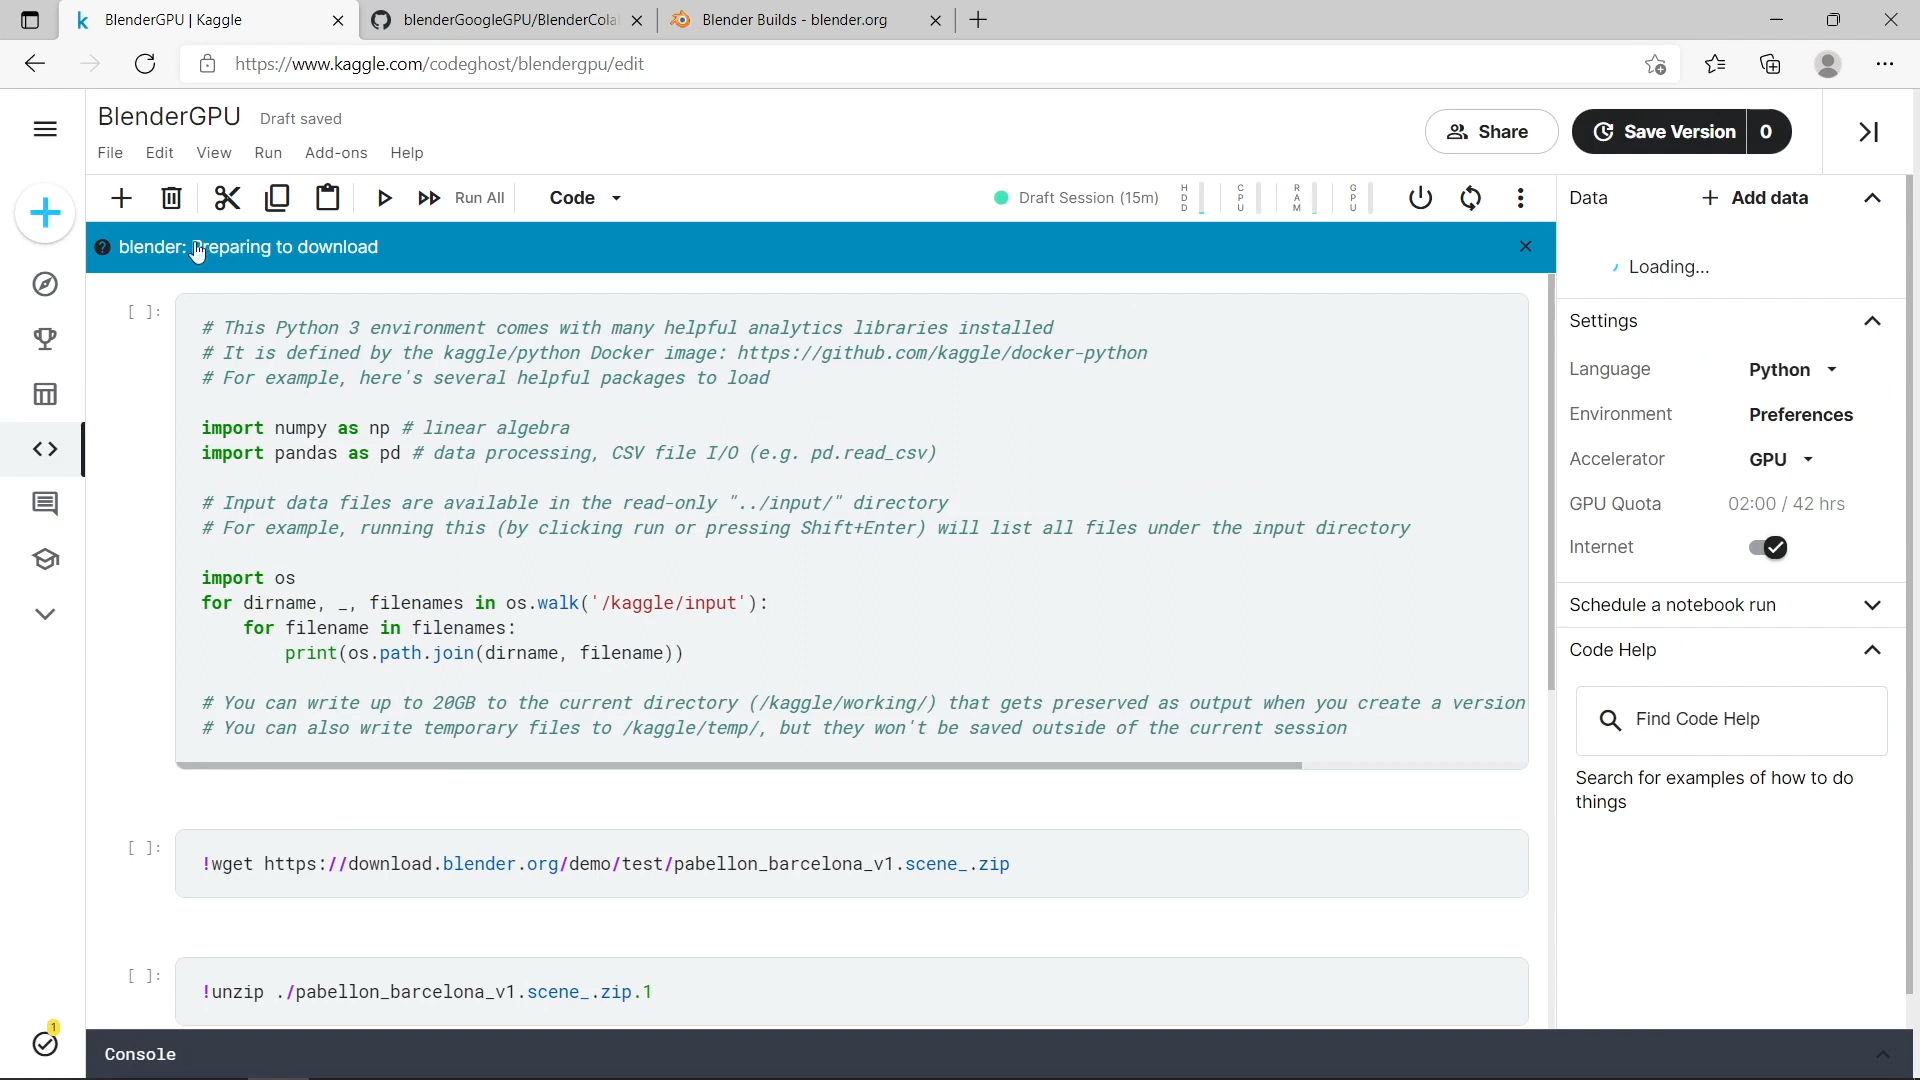 BlenderGPU | Kaggle
blenderGoogleGPU/BlenderCola
Blender Builds - blender.org
https://www.kaggle.com/codeghost/blendergpu/edit
BlenderGPU Draft saved
Share
Save Version 0
File Edit View Run Add-ons Help
Run All
Code
Draft Session (15m)
HDD
CPU
RAM
GPU
Data
Add data
blender: Preparing to download
Loading...
[ ]:
# This Python 3 environment comes with many helpful analytics libraries installed
# It is defined by the kaggle/python Docker image: https://github.com/kaggle/docker-python
# For example, here's several helpful packages to load
import numpy as np # linear algebra
import pandas as pd # data processing, CSV file I/O (e.g. pd.read_csv)
# Input data files are available in the read-only "../input/" directory
# For example, running this (by clicking run or pressing Shift+Enter) will list all files under the input directory
import os
for dirname, _, filenames in os.walk('/kaggle/input'):
for filename in filenames:
print(os.path.join(dirname, filename))
# You can write up to 20GB to the current directory (/kaggle/working/) that gets preserved as output when you create a version
# You can also write temporary files to /kaggle/temp/, but they won't be saved outside of the current session
[ ]:
!wget https://download.blender.org/demo/test/pabellon_barcelona_v1.scene_.zip
[ ]:
!unzip ./pabellon_barcelona_v1.scene_.zip.1
Settings
Language Python
Environment Preferences
Accelerator GPU
GPU Quota 02:00 / 42 hrs
Internet
Schedule a notebook run
Code Help
Find Code Help
Search for examples of how to do
things
1
Console